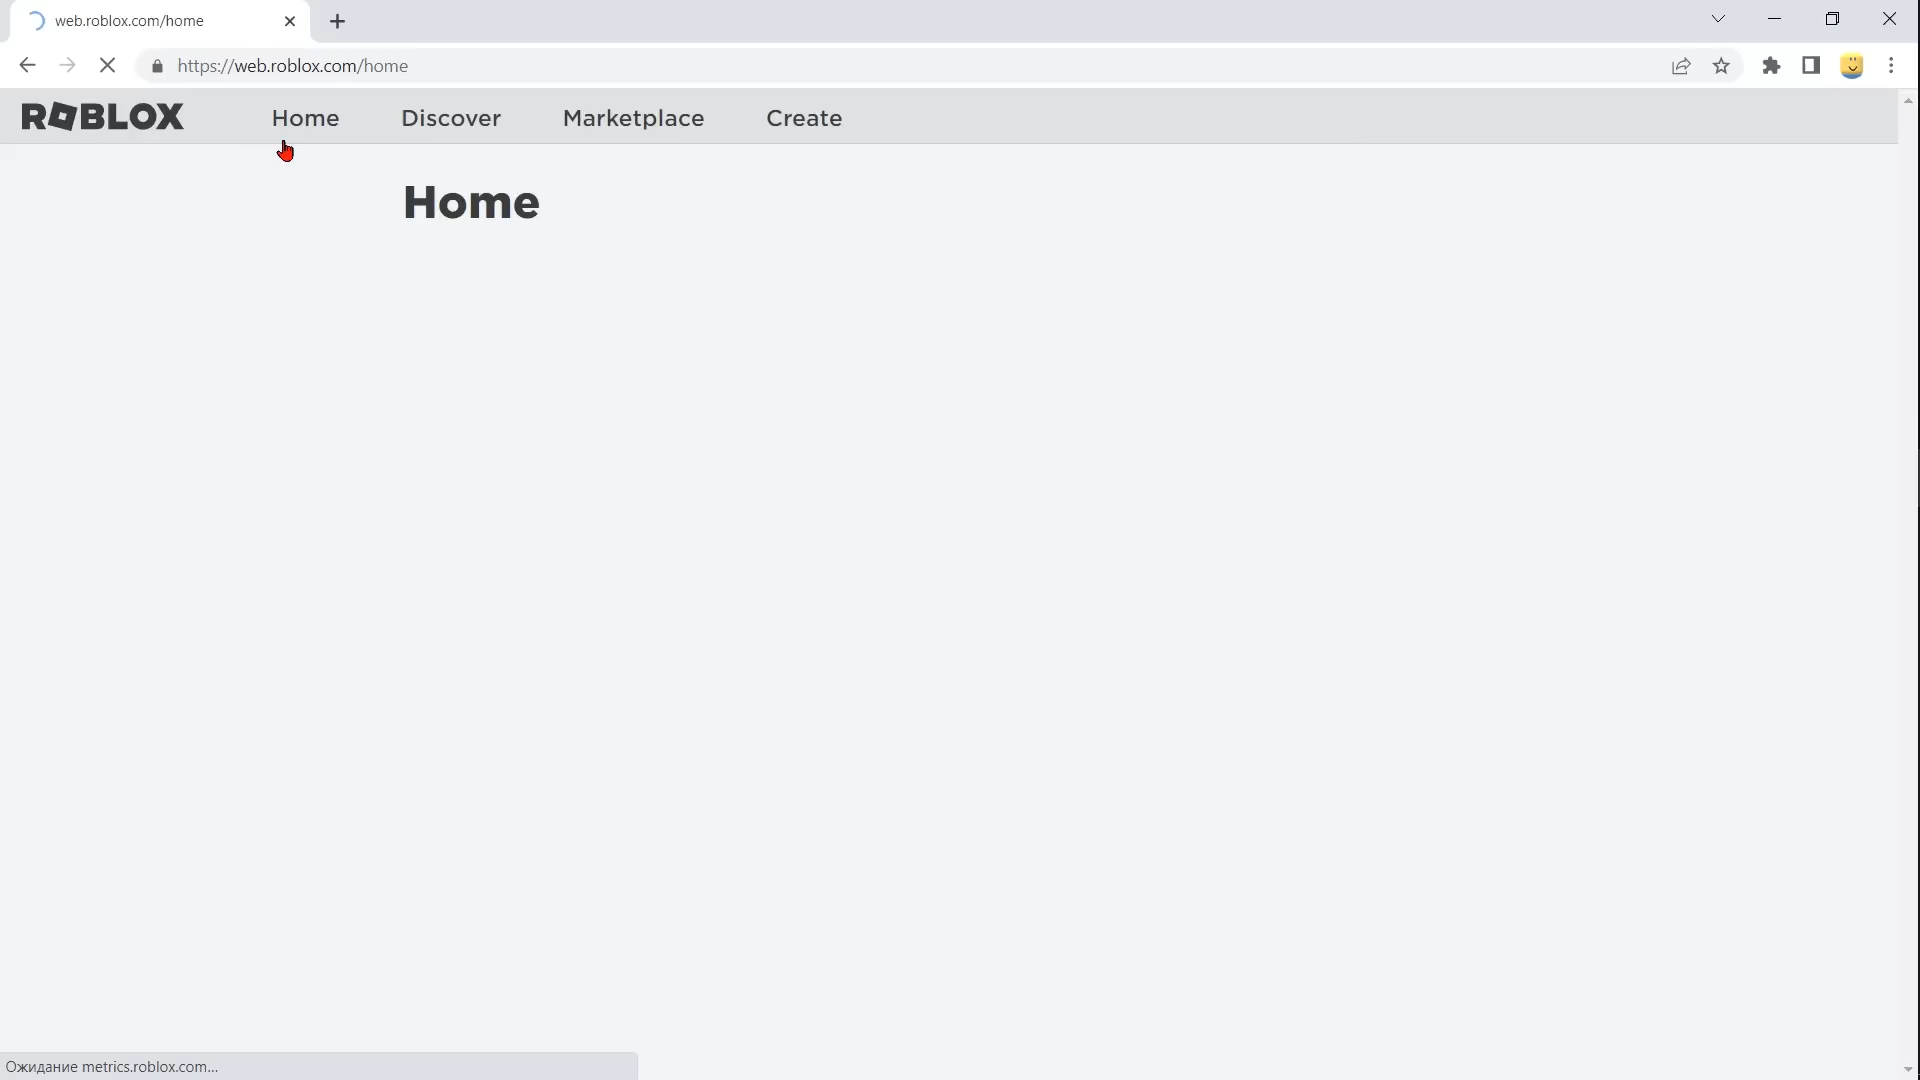 web.roblox.com/home
https://web.roblox.com/home
ROBLOX Home Discover Marketplace Create
Home
Ожидание metrics.roblox.com...